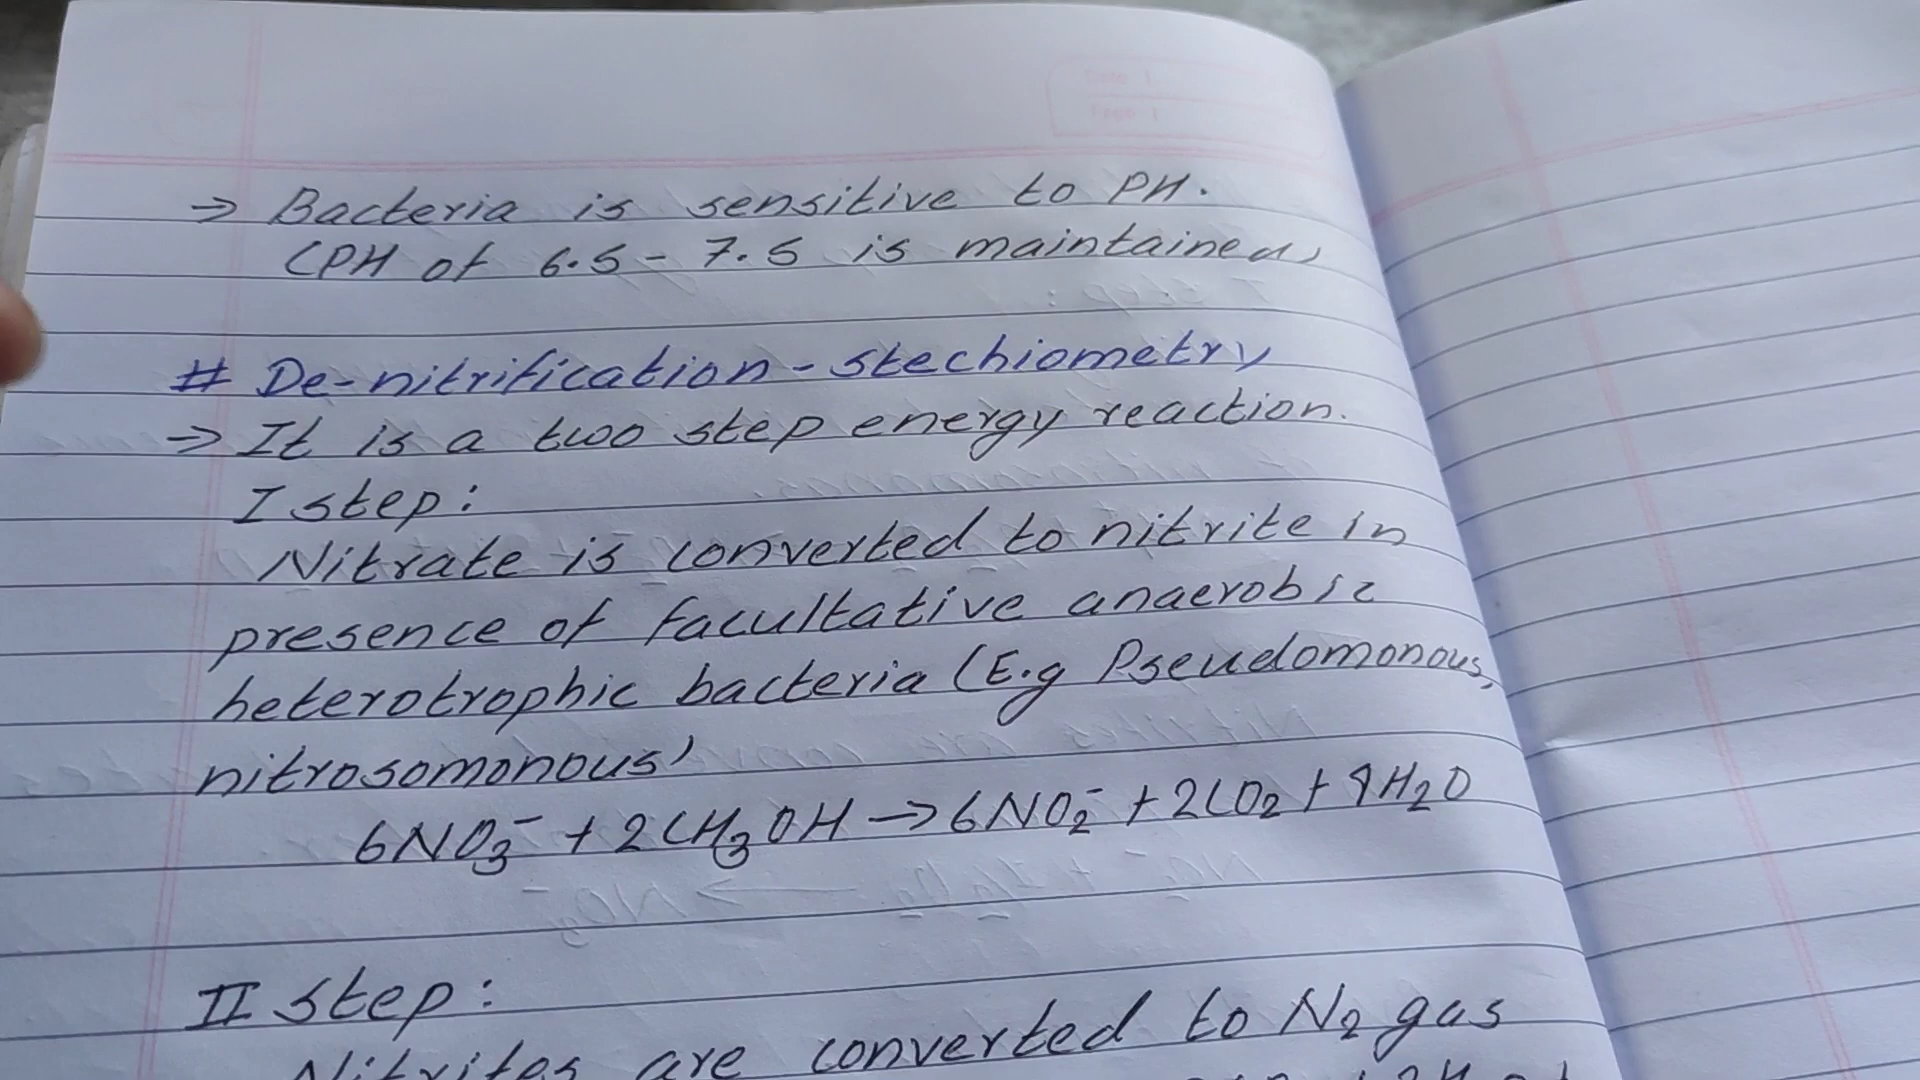 → Bacteria is sensitive to PH.
(PH of 6.5 - 7.5 is maintained)
# De-nitrification - stechiometry
→ It is a two step energy reaction.
I step:
Nitrate is converted to nitrite in
presence of facultative anaerobic
heterotrophic bacteria (E.g Pseudomonous,
nitrosomonous)
6NO₃⁻ + 2CH₃OH → 6NO₂⁻ + 2CO₂ + 4H₂O
II step:
Nitrites are converted to N₂ gas